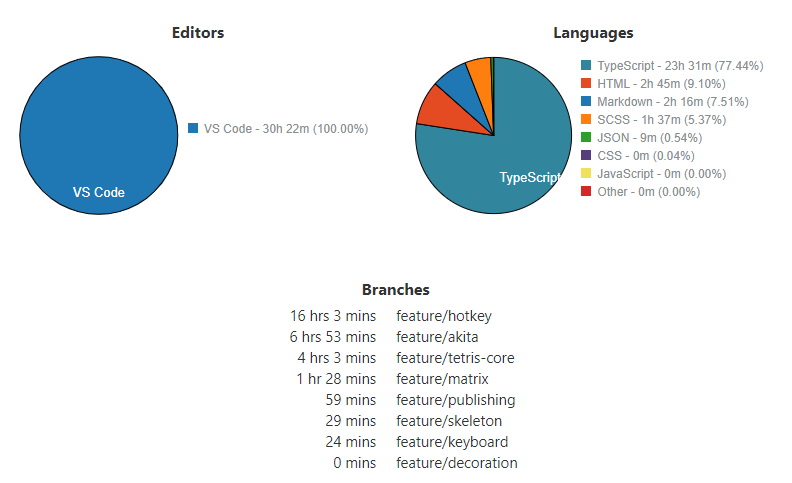 Editors
VS Code
VS Code - 30h 22m (100.00%)
Languages
TypeScript
TypeScript - 23h 31m (77.44%)
HTML - 2h 45m (9.10%)
Markdown - 2h 16m (7.51%)
SCSS - 1h 37m (5.37%)
JSON - 9m (0.54%)
CSS - 0m (0.04%)
JavaScript - 0m (0.00%)
Other - 0m (0.00%)
Branches
16 hrs 3 mins feature/hotkey
6 hrs 53 mins feature/akita
4 hrs 3 mins feature/tetris-core
1 hr 28 mins feature/matrix
59 mins feature/publishing
29 mins feature/skeleton
24 mins feature/keyboard
0 mins feature/decoration